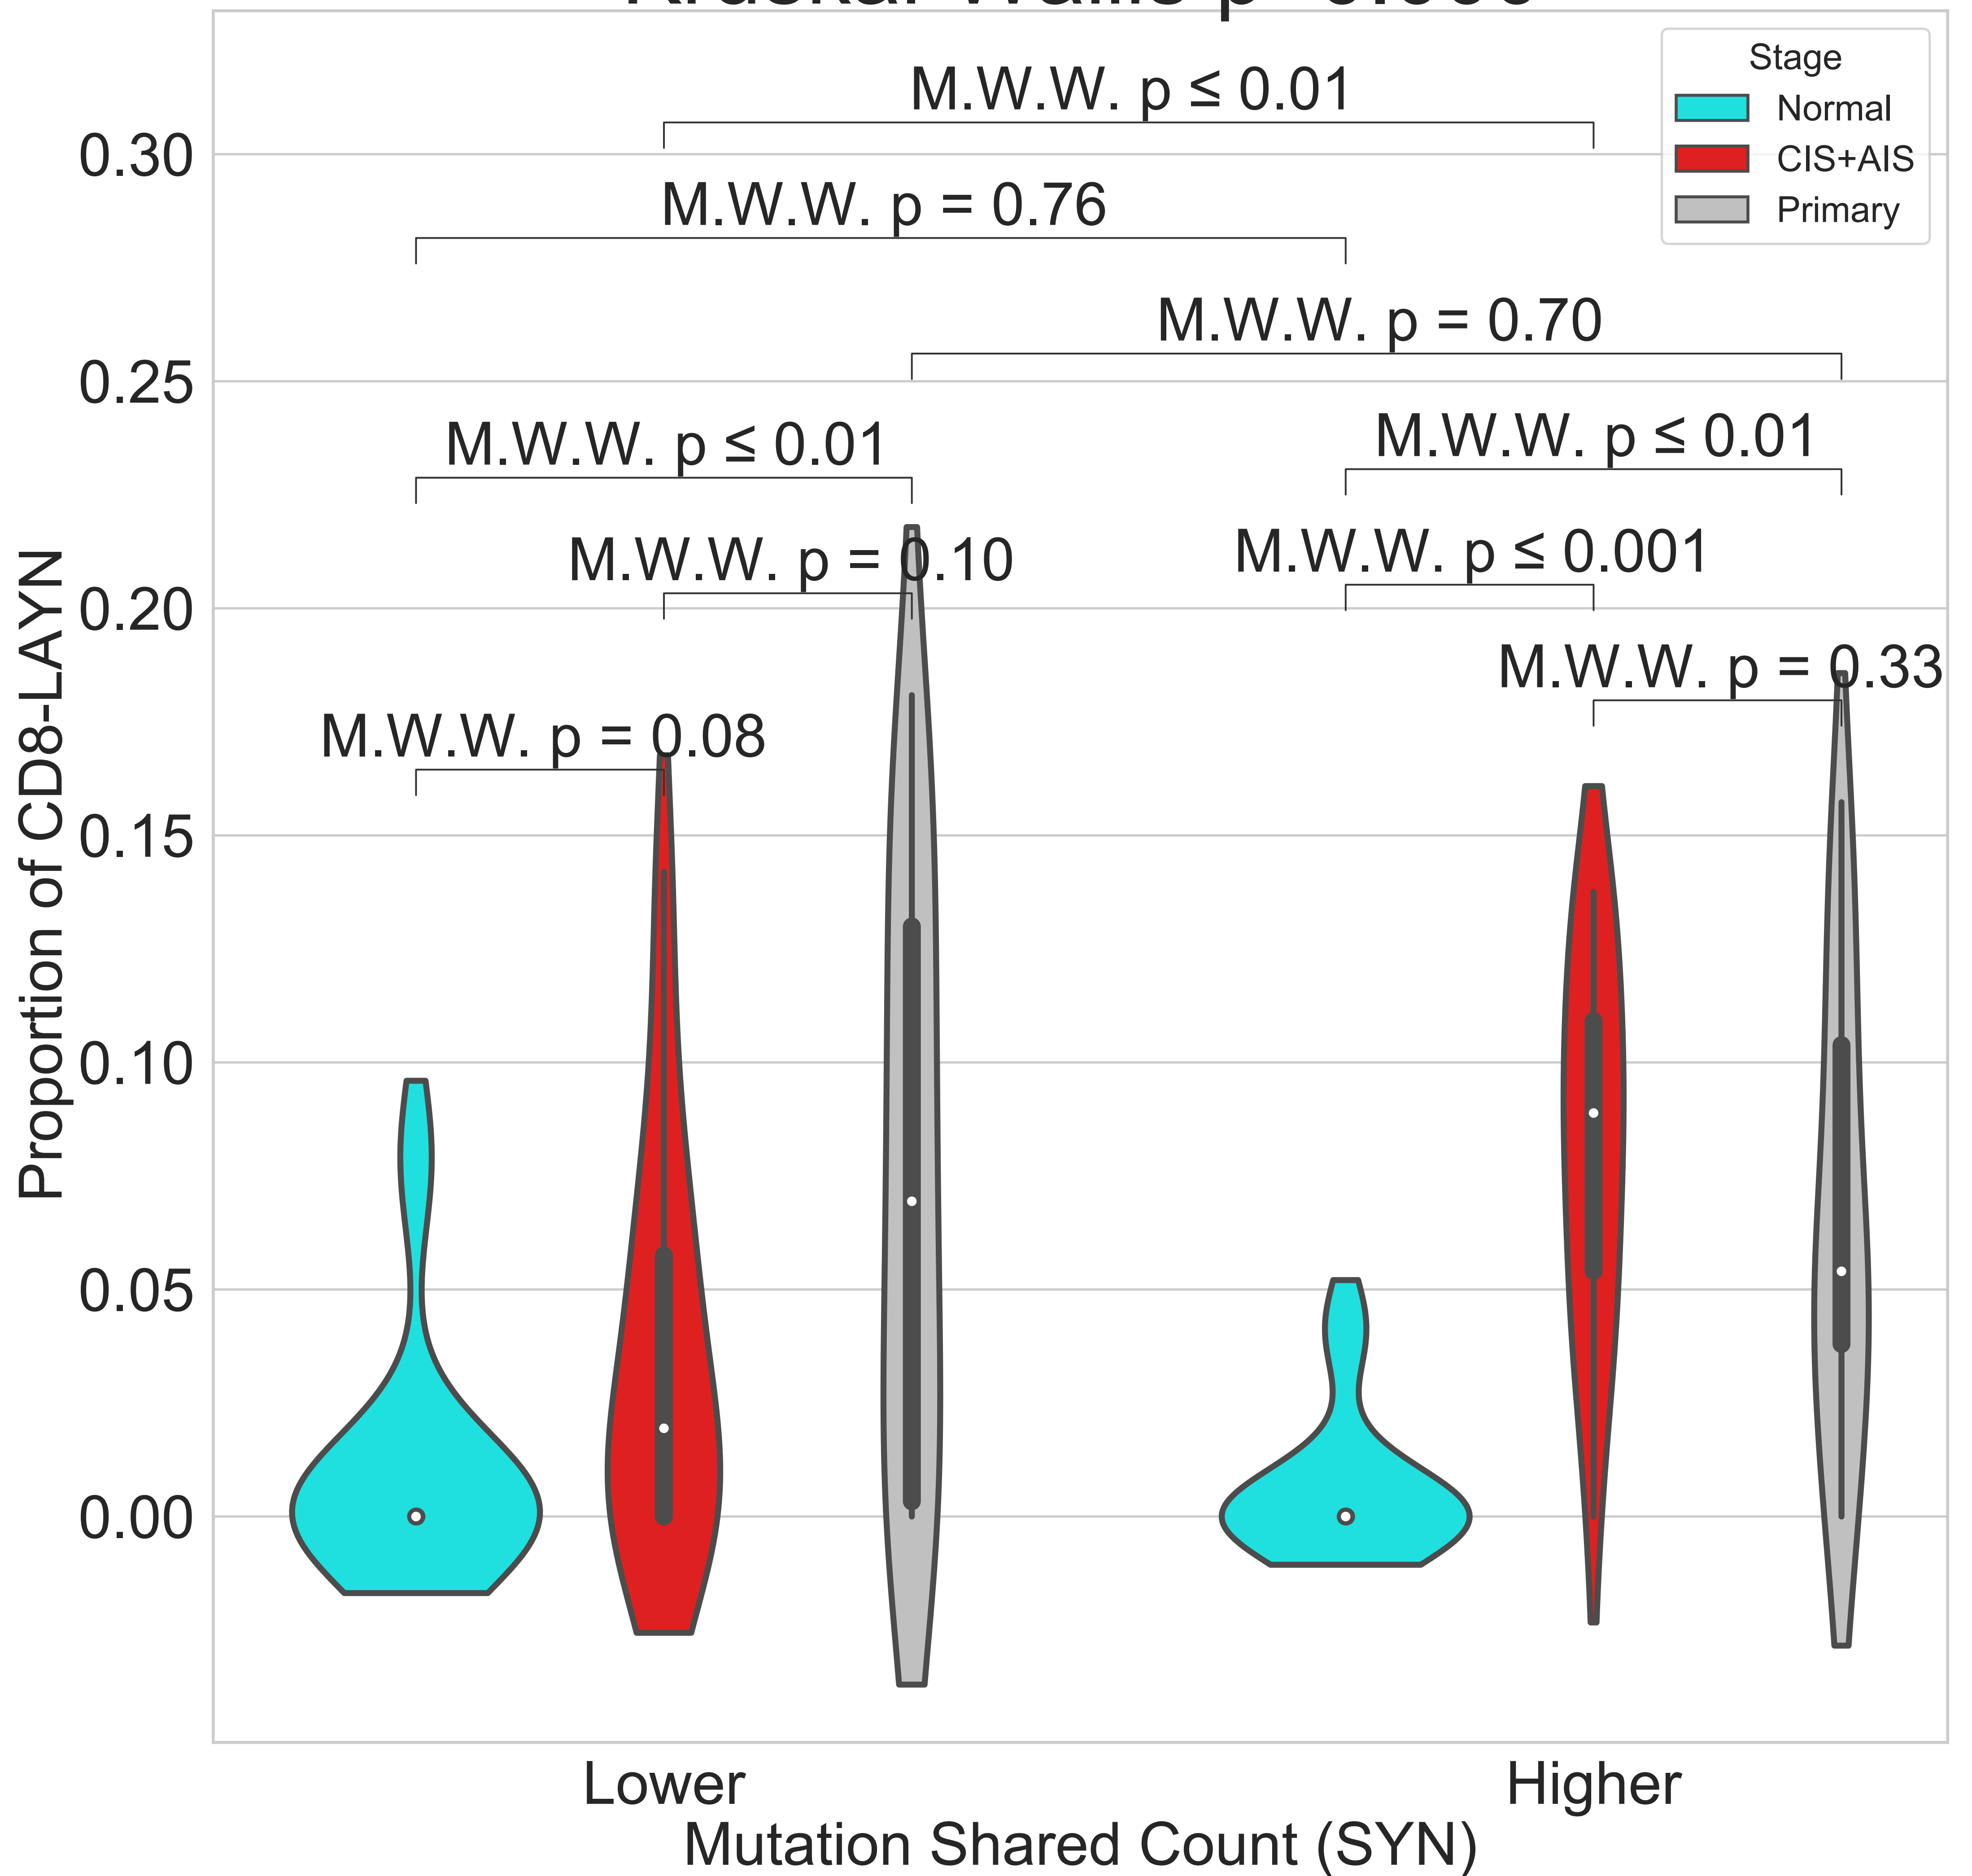 Stage
Normal
CIS+AIS
Primary
M.W.W. p ≤ 0.01
M.W.W. p = 0.76
M.W.W. p = 0.70
M.W.W. p ≤ 0.01
M.W.W. p ≤ 0.01
M.W.W. p = 0.10
M.W.W. p ≤ 0.001
M.W.W. p = 0.33
M.W.W. p = 0.08
0.30
0.25
0.20
0.15
0.10
0.05
0.00
Proportion of CD8-LAYN
Lower
Higher
Mutation Shared Count (SYN)